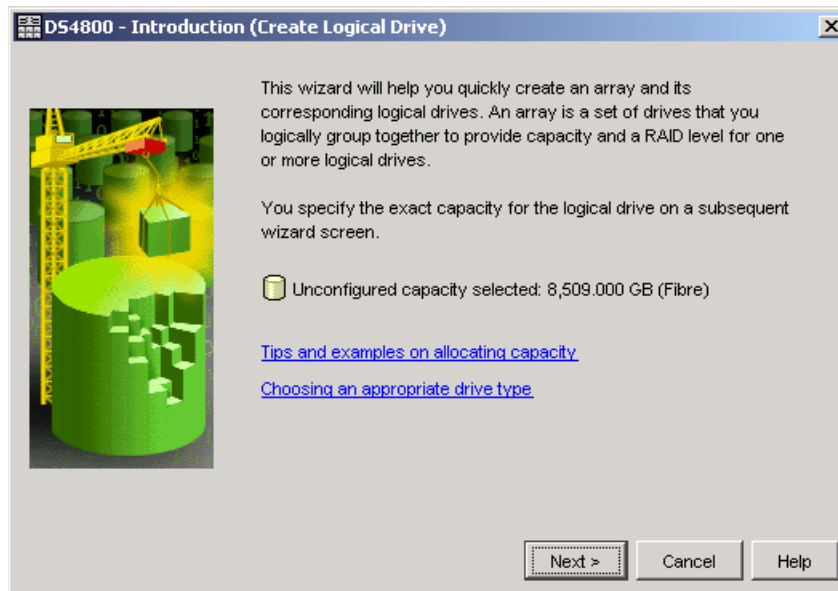 DS4800 - Introduction (Create Logical Drive)
This wizard will help you quickly create an array and its
corresponding logical drives. An array is a set of drives that you
logically group together to provide capacity and a RAID level for one
or more logical drives.
You specify the exact capacity for the logical drive on a subsequent
wizard screen.
Unconfigured capacity selected: 8,509.000 GB (Fibre)
Tips and examples on allocating capacity
Choosing an appropriate drive type
Next > Cancel Help